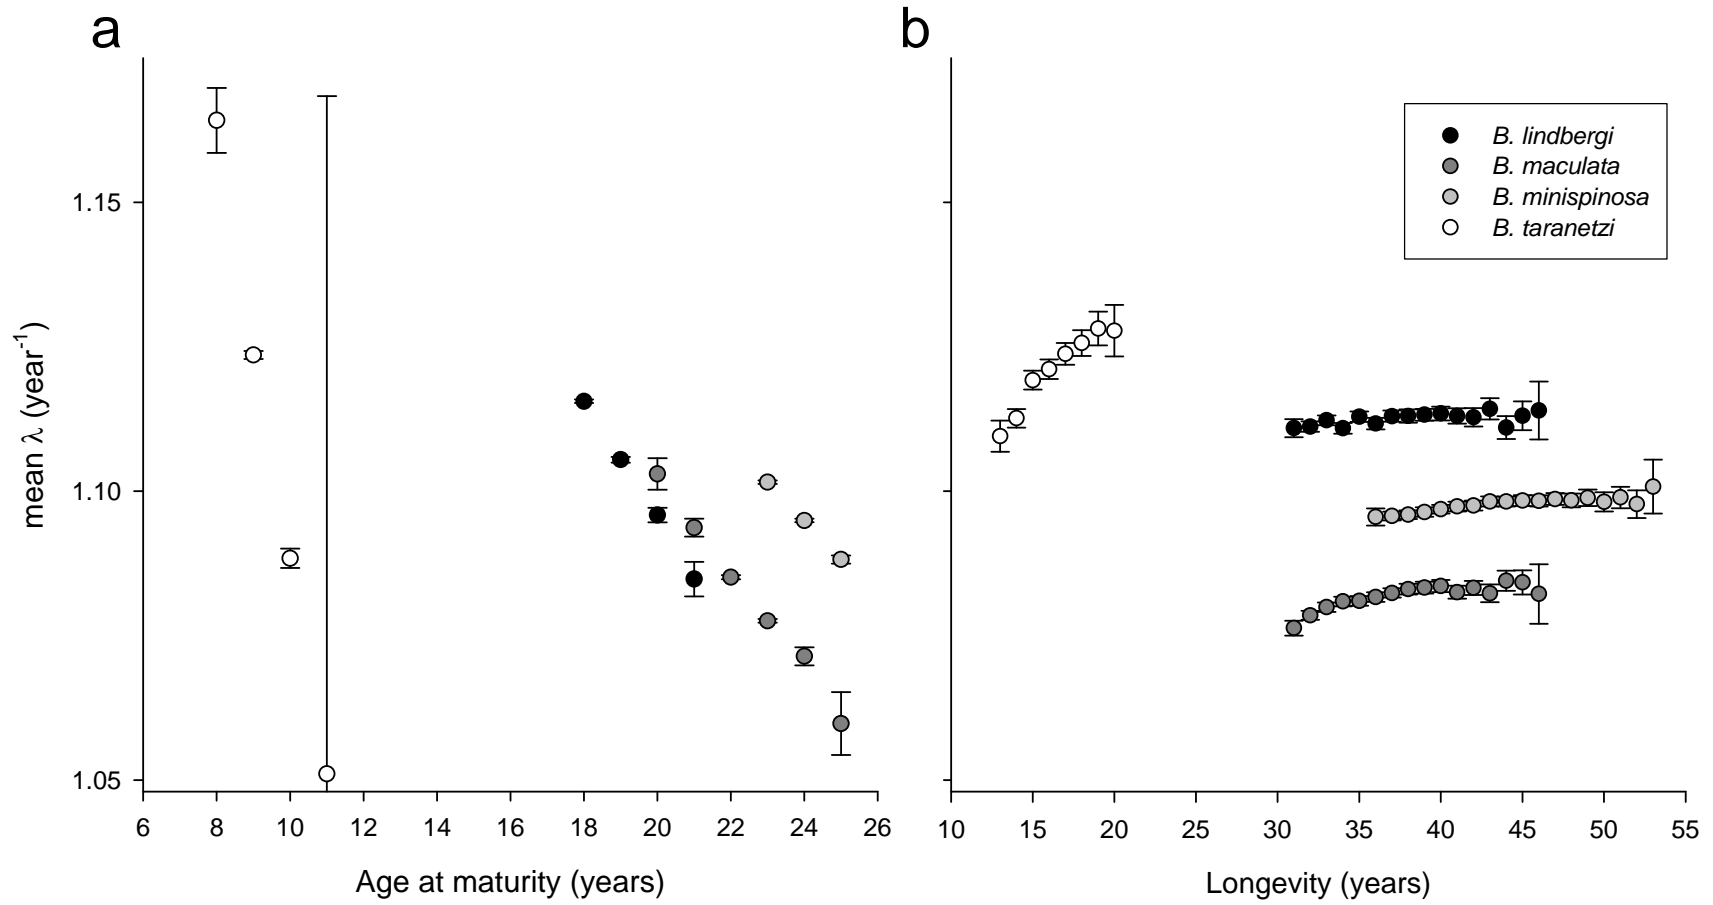 a
b
1.15
1.10
1.05
mean λ (year⁻¹)
6 8 10 12 14 16 18 20 22 24 26
Age at maturity (years)
B. lindbergi
B. maculata
B. minispinosa
B. taranetzi
10 15 20 25 30 35 40 45 50 55
Longevity (years)